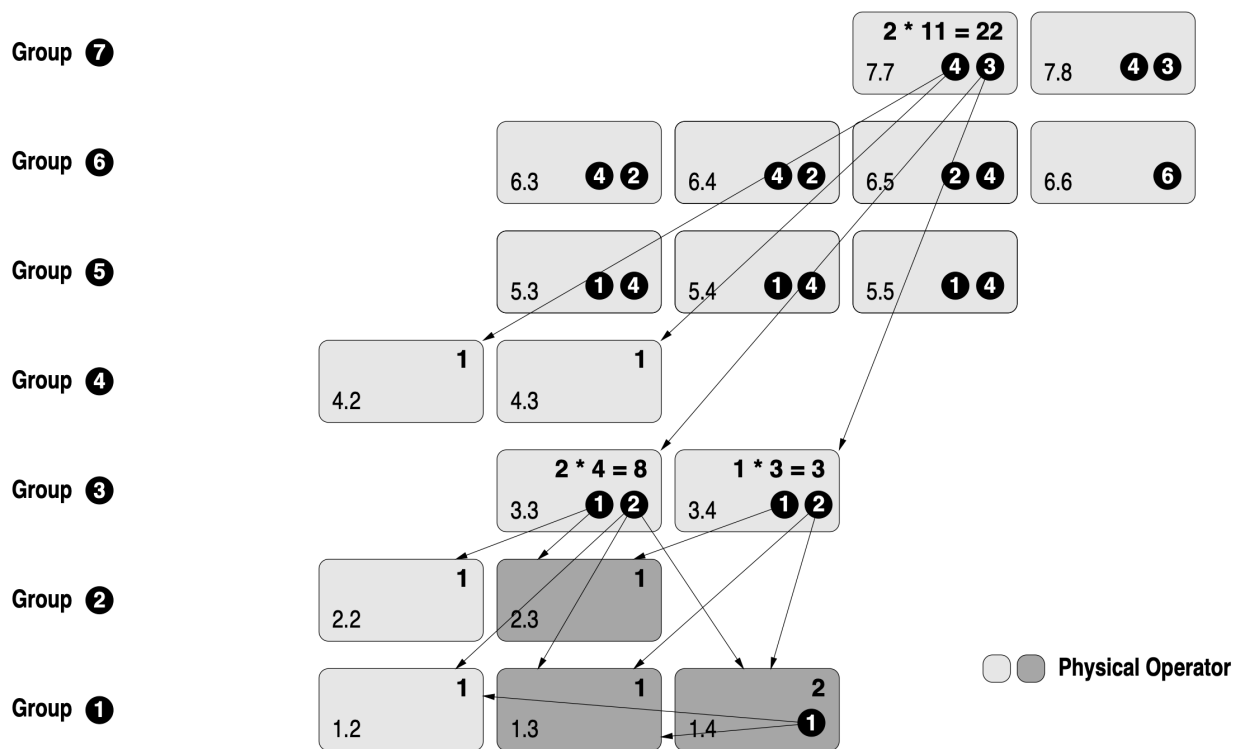 Group 7
2 * 11 = 22
7.7 4 3
7.8 4 3
Group 6
6.3 4 2
6.4 4 2
6.5 2 4
6.6 6
Group 5
5.3 1 4
5.4 1 4
5.5 1 4
Group 4
1
4.2
1
4.3
Group 3
2 * 4 = 8
3.3 1 2
1 * 3 = 3
3.4 1 2
Group 2
1
2.2
1
2.3
Group 1
1
1.2
1
1.3
2
1.4 1
Physical Operator